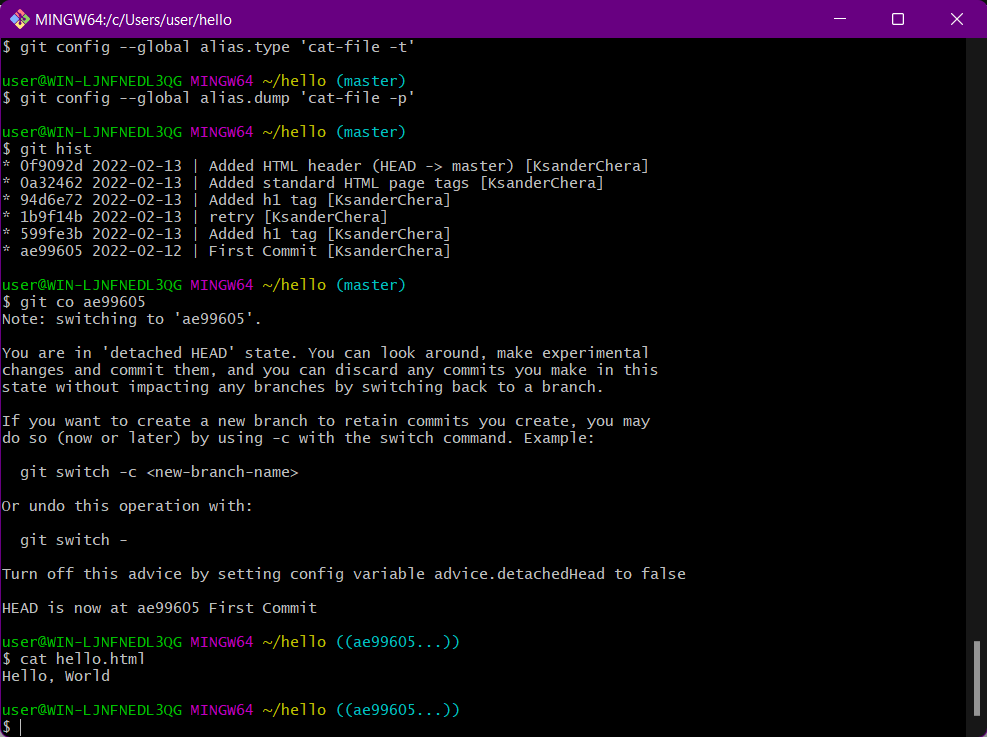 MINGW64:/c/Users/user/hello
$ git config --global alias.type 'cat-file -t'
user@WIN-LJNFNEDL3QG MINGW64 ~/hello (master)
$ git config --global alias.dump 'cat-file -p'
user@WIN-LJNFNEDL3QG MINGW64 ~/hello (master)
$ git hist
* 0f9092d 2022-02-13 | Added HTML header (HEAD -> master) [KsanderChera]
* 0a32462 2022-02-13 | Added standard HTML page tags [KsanderChera]
* 94d6e72 2022-02-13 | Added h1 tag [KsanderChera]
* 1b9f14b 2022-02-13 | retry [KsanderChera]
* 599fe3b 2022-02-13 | Added h1 tag [KsanderChera]
* ae99605 2022-02-12 | First Commit [KsanderChera]
user@WIN-LJNFNEDL3QG MINGW64 ~/hello (master)
$ git co ae99605
Note: switching to 'ae99605'.
You are in 'detached HEAD' state. You can look around, make experimental
changes and commit them, and you can discard any commits you make in this
state without impacting any branches by switching back to a branch.
If you want to create a new branch to retain commits you create, you may
do so (now or later) by using -c with the switch command. Example:
git switch -c <new-branch-name>
Or undo this operation with:
git switch -
Turn off this advice by setting config variable advice.detachedHead to false
HEAD is now at ae99605 First Commit
user@WIN-LJNFNEDL3QG MINGW64 ~/hello ((ae99605...))
$ cat hello.html
Hello, World
user@WIN-LJNFNEDL3QG MINGW64 ~/hello ((ae99605...))
$